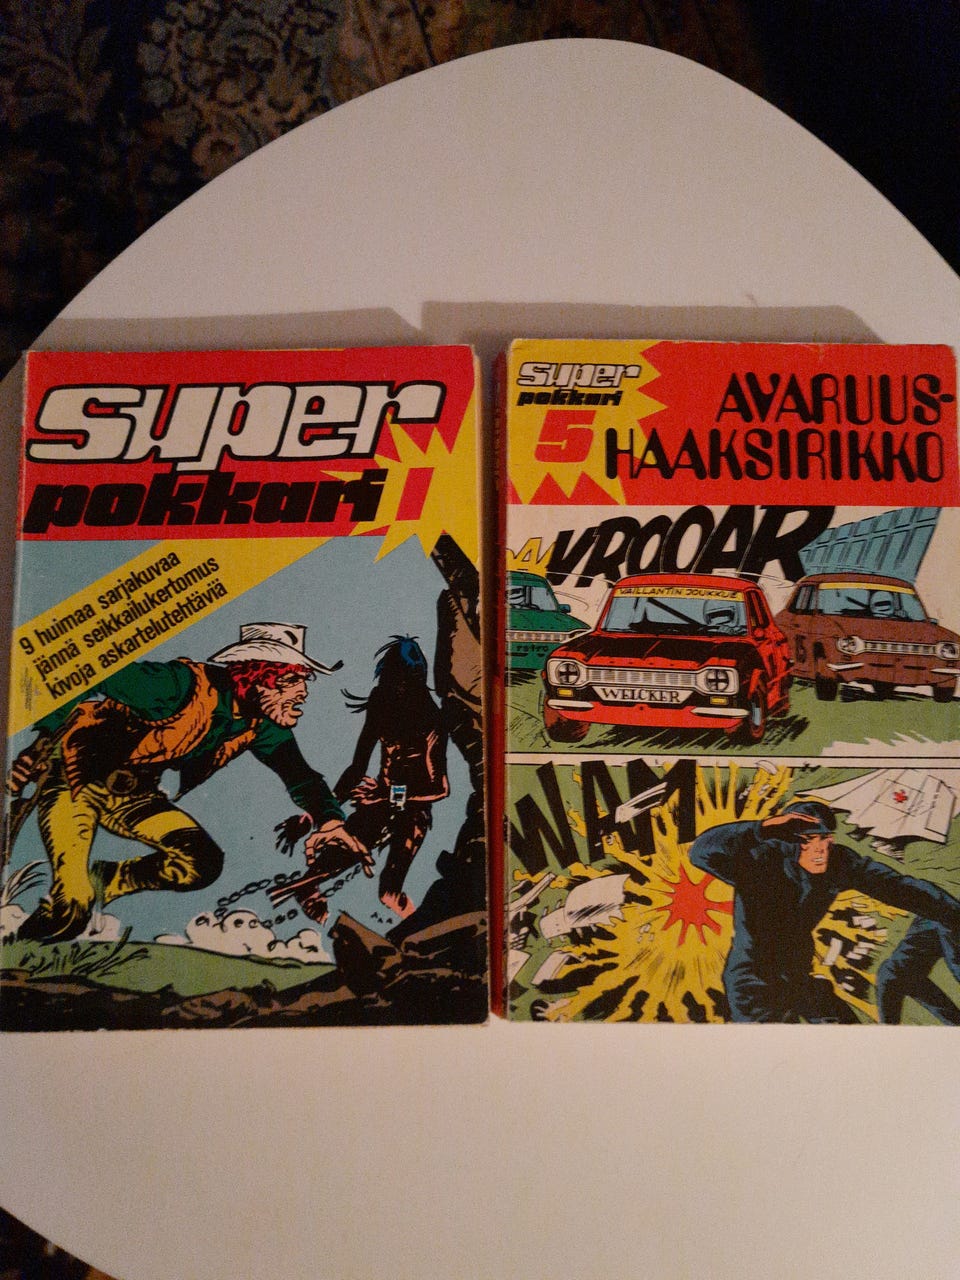 super
pokkari 1
9 huimaa sarjakuvaa
jännä seikkailukertomus
kivoja askartelutehtäviä
super
pokkari
5
AVARUUS-
HAAKSIRIKKO
VROOAR
VAILLANTIN JOUKKUE
WELCKER
WAM